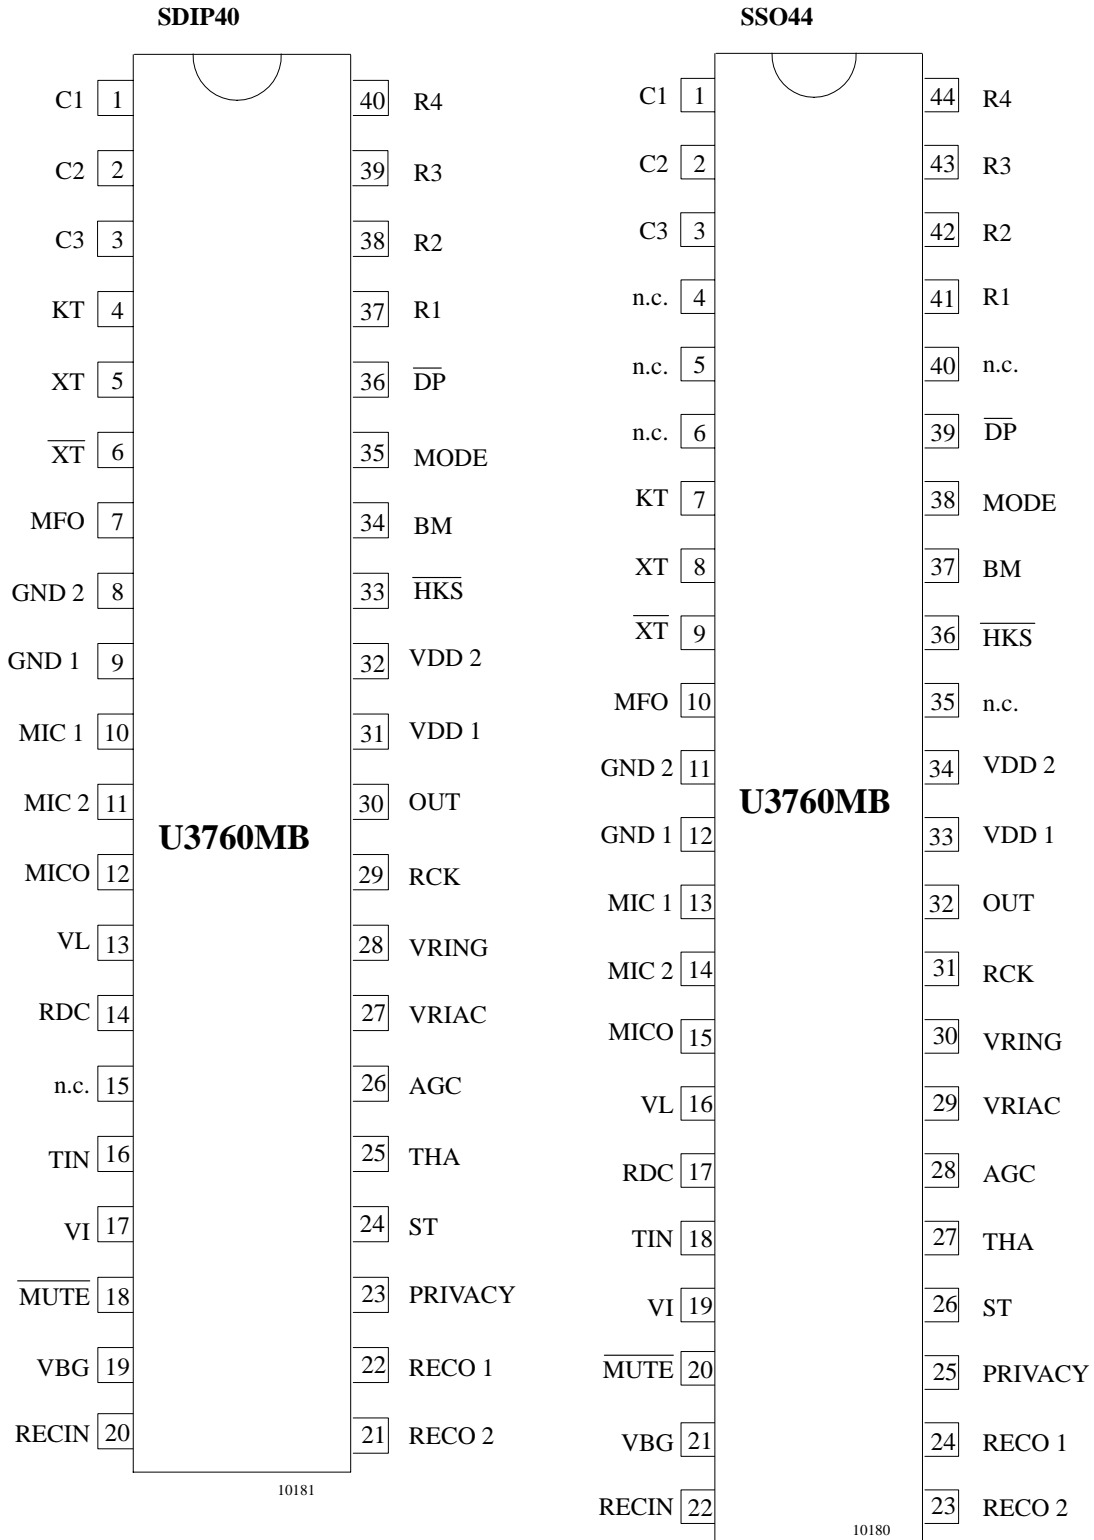 SDIP40
C1 1 40 R4
C2 2 39 R3
C3 3 38 R2
KT 4 37 R1
XT 5 36 D̅P̅
X̅T̅ 6 35 MODE
MFO 7 34 BM
GND 2 8 33 H̅K̅S̅
GND 1 9 32 VDD 2
MIC 1 10 31 VDD 1
MIC 2 11 30 OUT
U3760MB
MICO 12 29 RCK
VL 13 28 VRING
RDC 14 27 VRIAC
n.c. 15 26 AGC
TIN 16 25 THA
VI 17 24 ST
M̅U̅T̅E̅ 18 23 PRIVACY
VBG 19 22 RECO 1
RECIN 20 21 RECO 2
10181
SSO44
C1 1 44 R4
C2 2 43 R3
C3 3 42 R2
n.c. 4 41 R1
n.c. 5 40 n.c.
n.c. 6 39 D̅P̅
KT 7 38 MODE
XT 8 37 BM
X̅T̅ 9 36 H̅K̅S̅
MFO 10 35 n.c.
GND 2 11 34 VDD 2
U3760MB
GND 1 12 33 VDD 1
MIC 1 13 32 OUT
MIC 2 14 31 RCK
MICO 15 30 VRING
VL 16 29 VRIAC
RDC 17 28 AGC
TIN 18 27 THA
VI 19 26 ST
M̅U̅T̅E̅ 20 25 PRIVACY
VBG 21 24 RECO 1
RECIN 22 23 RECO 2
10180